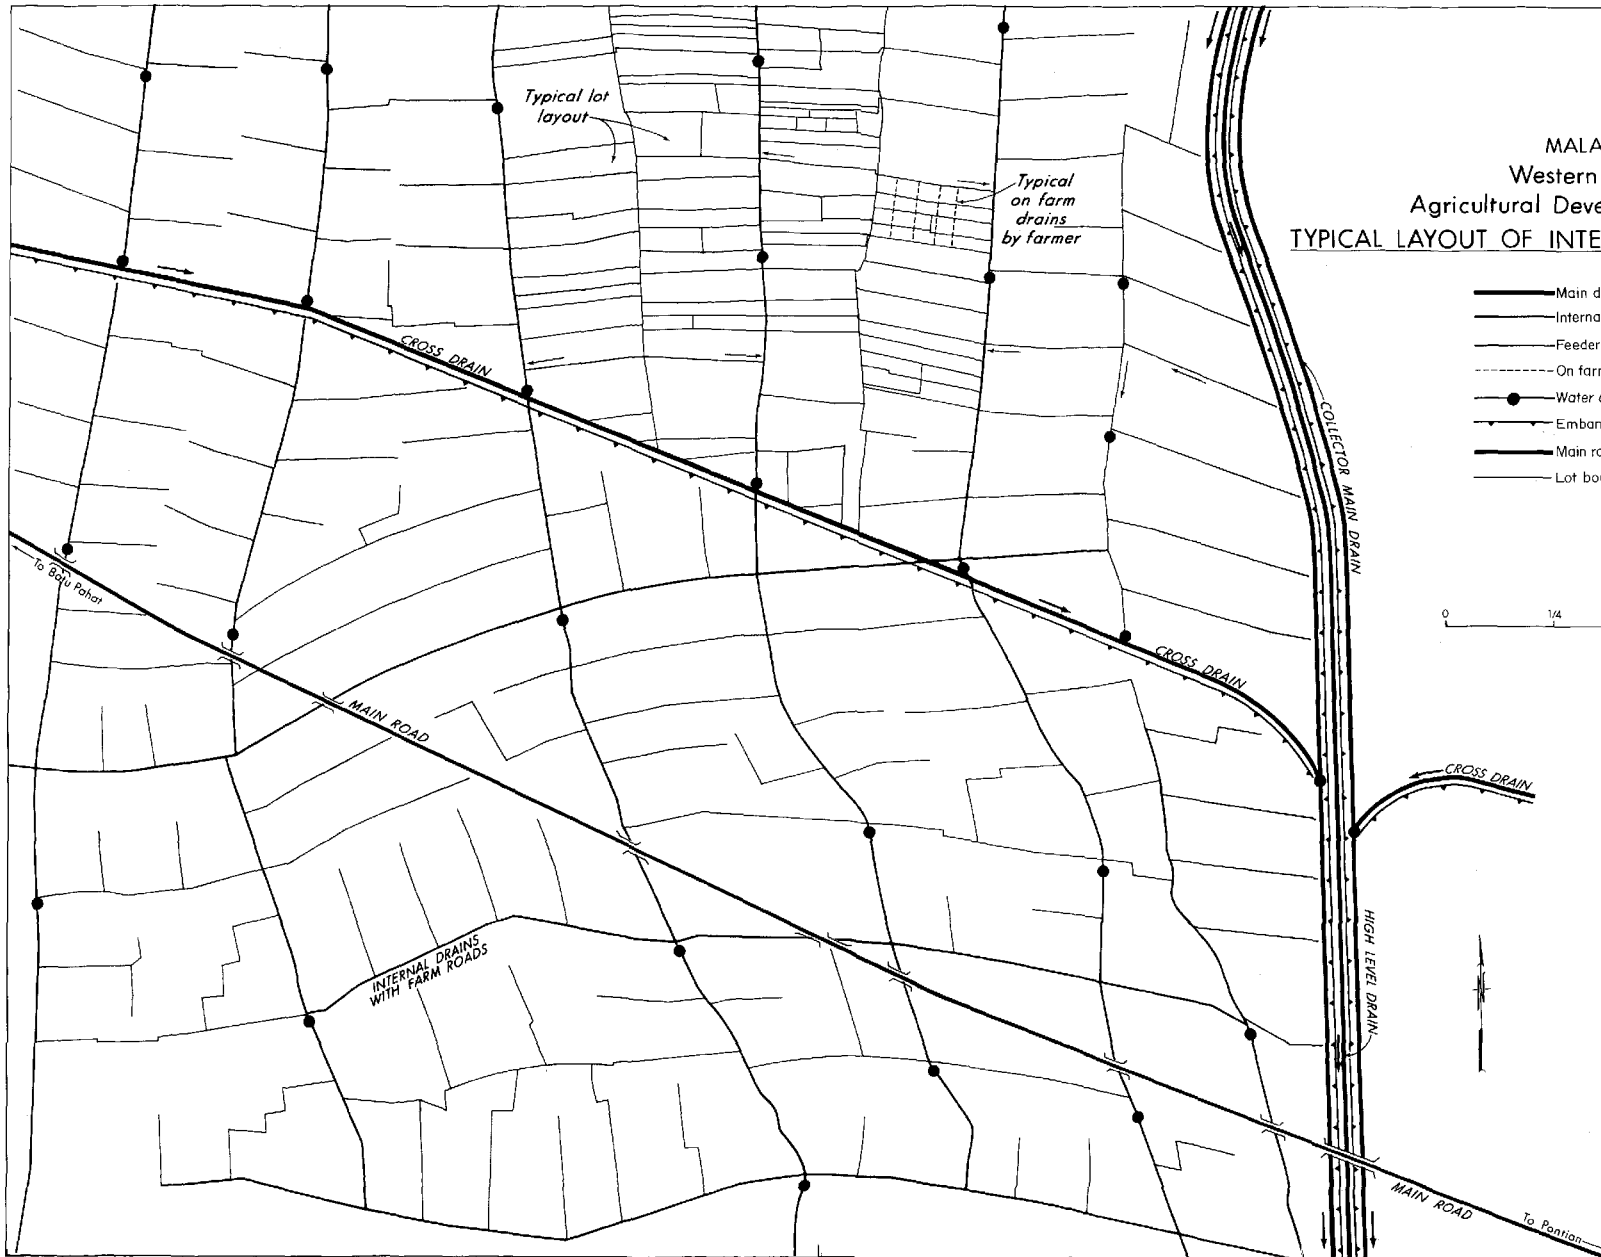 MALA
Western
Agricultural Deve
TYPICAL LAYOUT OF INTE
Main d
Interna
Feeder
On farm
Water
Emban
Main ro
Lot bou
0 1/4
Typical lot
layout
Typical
on farm
drains
by farmer
CROSS DRAIN
COLLECTOR MAIN DRAIN
To Batu Pahat
MAIN ROAD
CROSS DRAIN
CROSS DRAIN
HIGH LEVEL DRAIN
INTERNAL DRAINS
WITH FARM ROADS
MAIN ROAD
To Pontian